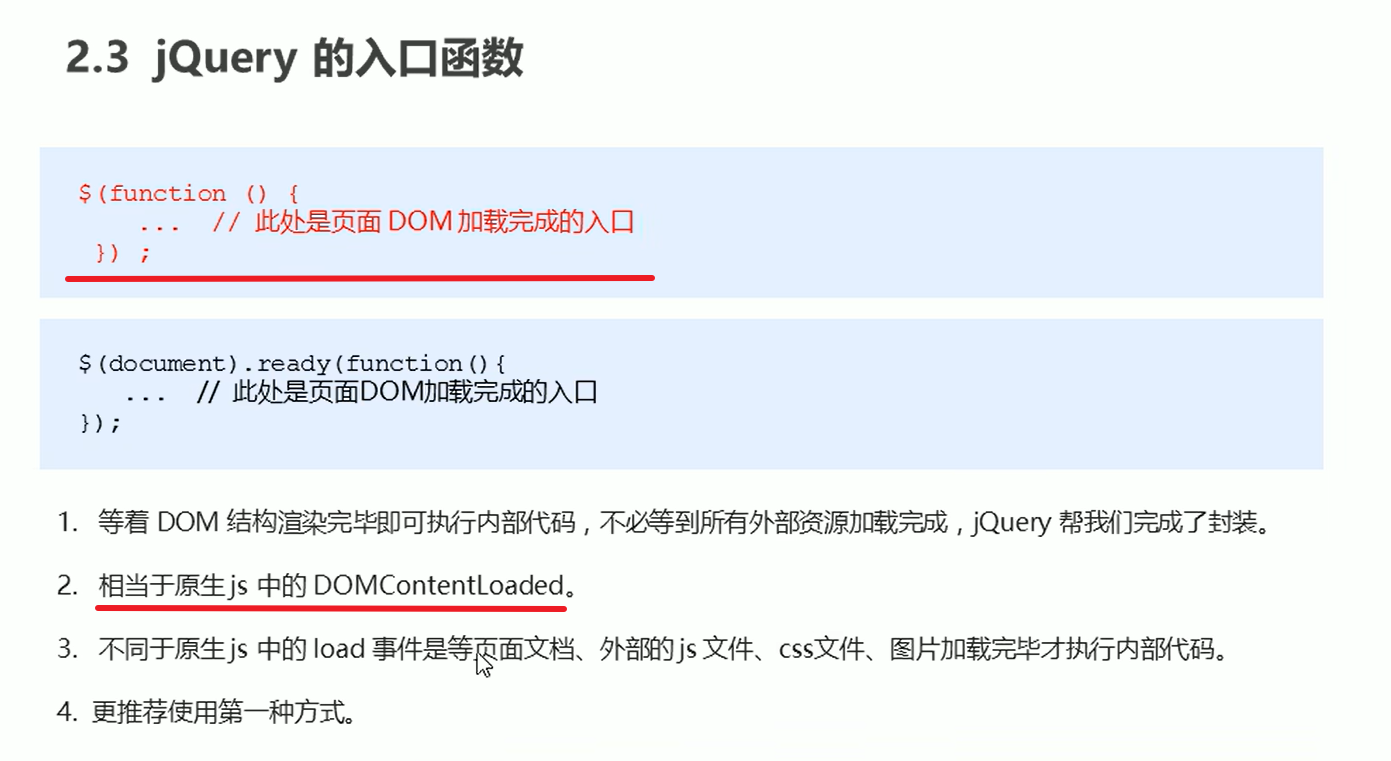 2.3 jQuery 的入口函数
$(function () {
... // 此处是页面 DOM 加载完成的入口
}) ;
$(document).ready(function(){
... // 此处是页面DOM加载完成的入口
});
1. 等着 DOM 结构渲染完毕即可执行内部代码，不必等到所有外部资源加载完成，jQuery 帮我们完成了封装。
2. 相当于原生 js 中的 DOMContentLoaded。
3. 不同于原生 js 中的 load 事件是等页面文档、外部的 js 文件、css文件、图片加载完毕才执行内部代码。
4. 更推荐使用第一种方式。